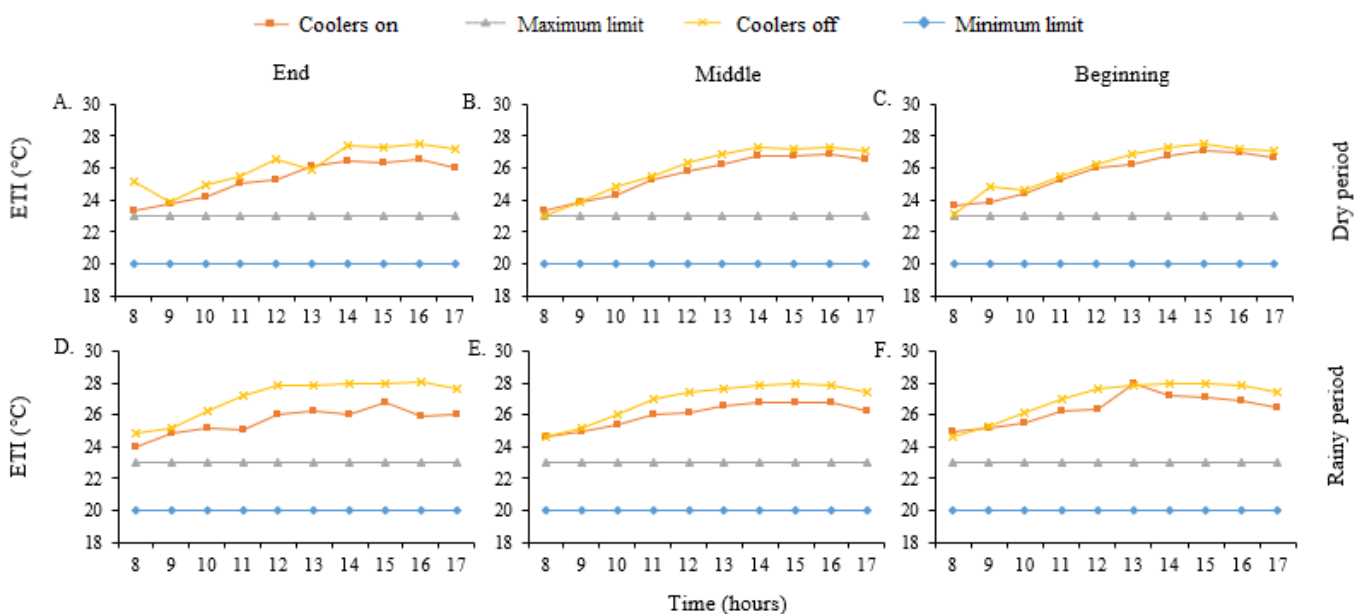 Coolers on Maximum limit Coolers off Minimum limit
End Middle Beginning
A. B. C.
30 30 30
28 28 28
26 26 26
24 24 24
22 22 22
20 20 20
18 18 18
ETI (°C)
Dry period
8 9 10 11 12 13 14 15 16 17 8 9 10 11 12 13 14 15 16 17 8 9 10 11 12 13 14 15 16 17
D. E. F.
30 30 30
28 28 28
26 26 26
24 24 24
22 22 22
20 20 20
18 18 18
ETI (°C)
Rainy period
8 9 10 11 12 13 14 15 16 17 8 9 10 11 12 13 14 15 16 17 8 9 10 11 12 13 14 15 16 17
Time (hours)